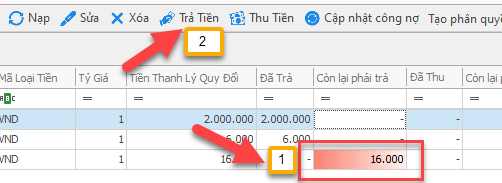 Nạp Sửa Xóa Trả Tiền Thu Tiền Cập nhật công nợ Tạo phân quyề
2
Mã Loại Tiền Tỷ Giá Tiền Thanh Lý Quy Đổi Đã Trả Còn lại phải trả Đã Thu Còn lại p
ABC = = = = = =
VND 1 2.000.000 2.000.000 - - -
VND 1 6.000 6.000 - - -
VND 1 16. 1 - 16.000 - -